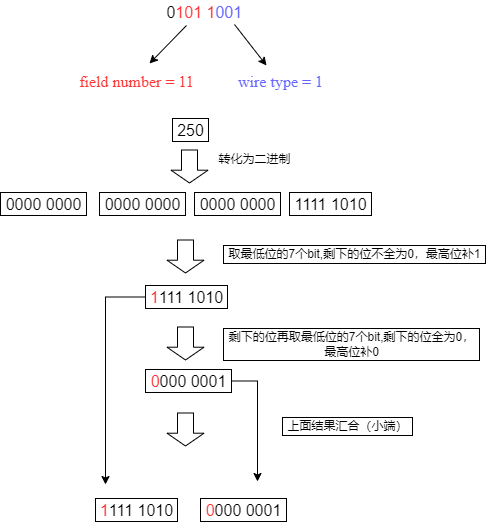 0101 1001
field number = 11
wire type = 1
250
转化为二进制
0000 0000
0000 0000
0000 0000
1111 1010
取最低位的7个bit,剩下的位不全为0，最高位补1
1111 1010
剩下的位再取最低位的7个bit,剩下的位全为0，
最高位补0
0000 0001
上面结果汇合（小端）
1111 1010
0000 0001